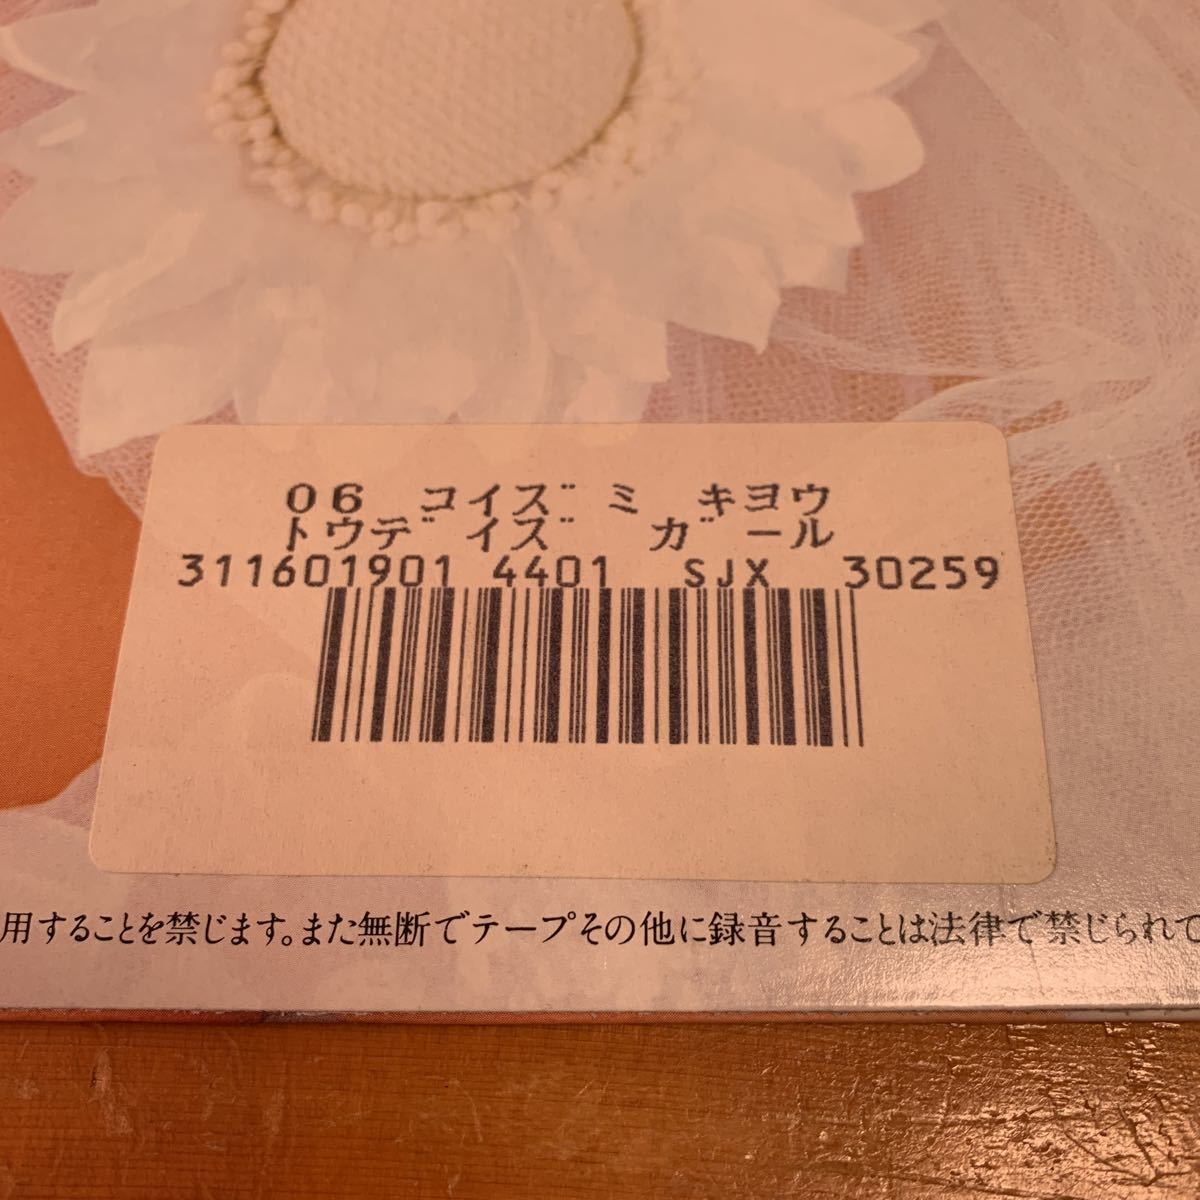 06 コイズ゛ミ キヨウ
トウデ゛イズ゛ ガ゛ール
311601901 4401 SJX 30259
用することを禁じます。また無断でテープその他に録音することは法律で禁じられて